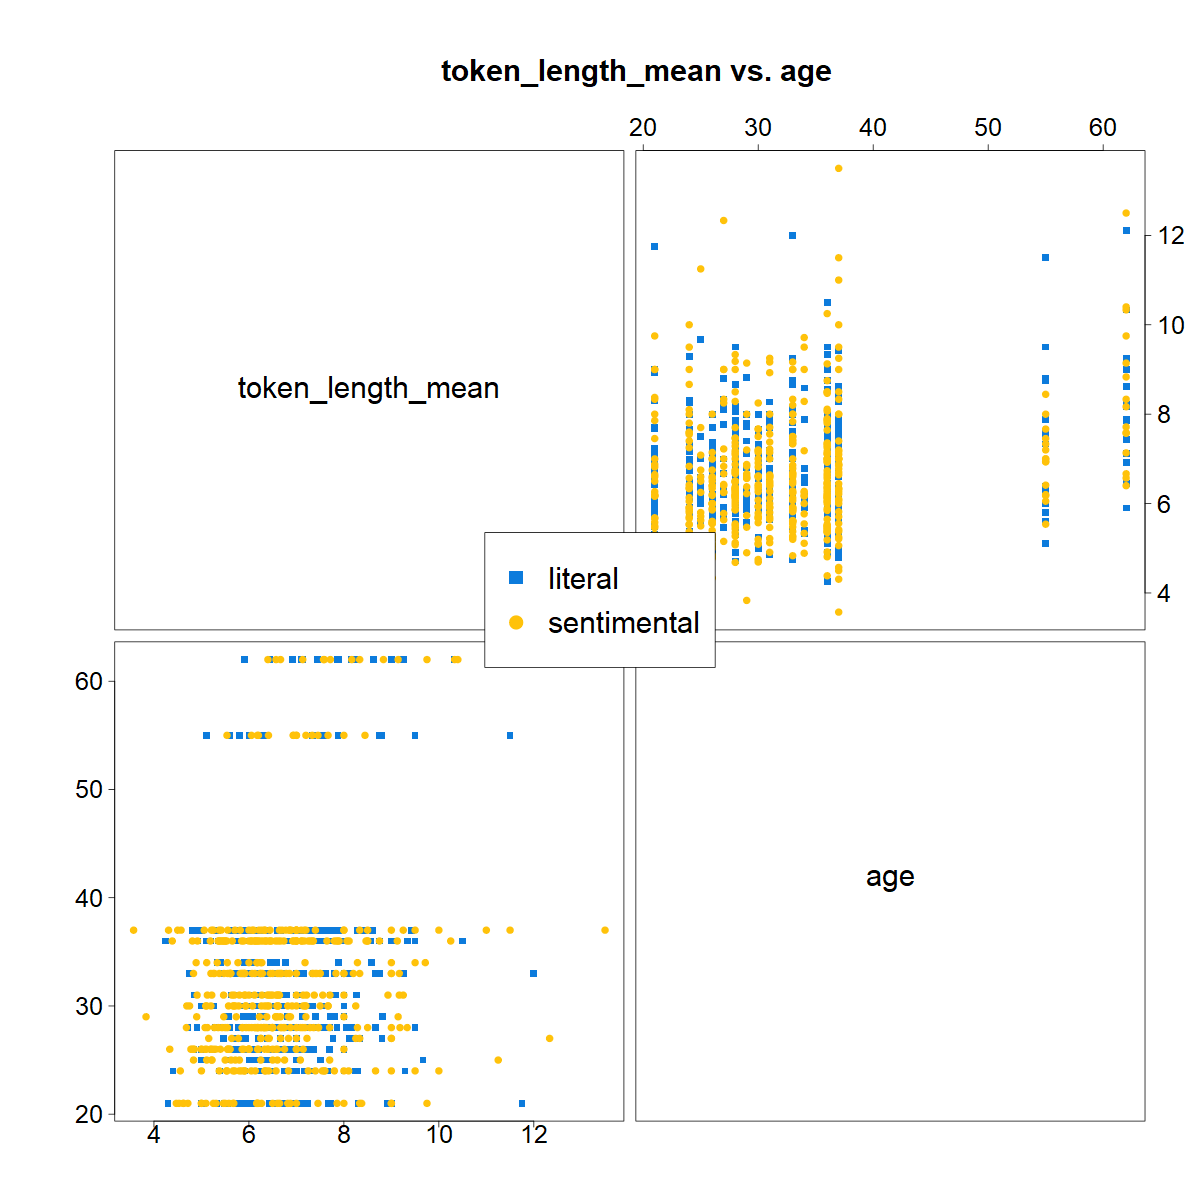 token_length_mean vs. age
20 30 40 50 60
token_length_mean
12
10
8
6
4
literal
sentimental
60
50
40
30
20
age
4 6 8 10 12